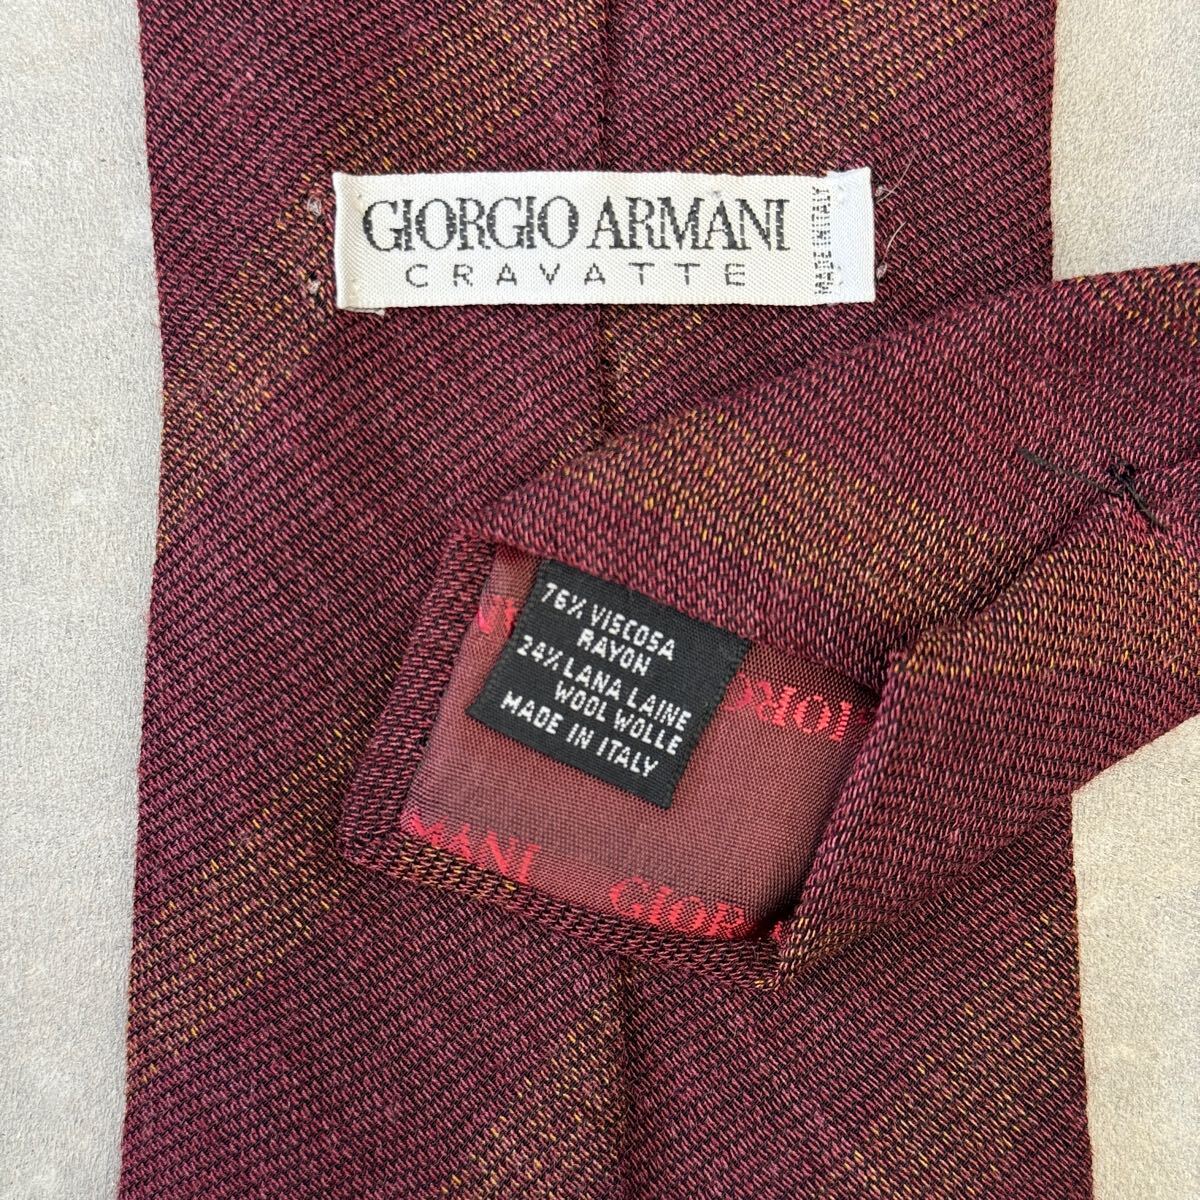 GIORGIO ARMANI
CRAVATTE
MADE IN ITALY
76% VISCOSA
RAYON
24% LANA LAINE
WOOL WOLLE
MADE IN ITALY
MANI GIOR